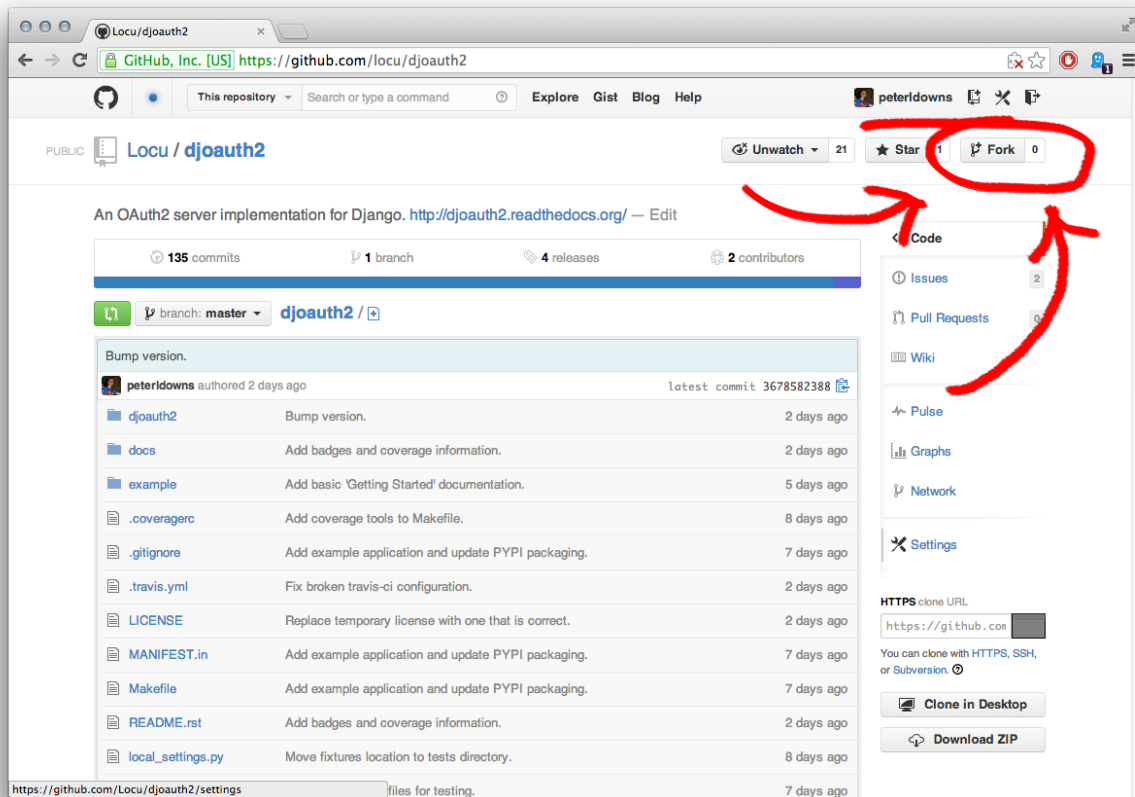 Locu/djoauth2
GitHub, Inc. [US] https://github.com/locu/djoauth2
1
This repository Search or type a command Explore Gist Blog Help peterldowns
PUBLIC Locu / djoauth2 Unwatch 21 Star 1 Fork 0
An OAuth2 server implementation for Django. http://djoauth2.readthedocs.org/ — Edit
Code
135 commits 1 branch 4 releases 2 contributors
Issues 2
branch: master djoauth2 /
Pull Requests 0
Bump version.
Wiki
peterldowns authored 2 days ago latest commit 3678582388
Pulse
djoauth2 Bump version. 2 days ago
docs Add badges and coverage information. 2 days ago
Graphs
example Add basic 'Getting Started' documentation. 5 days ago
Network
.coveragerc Add coverage tools to Makefile. 8 days ago
Settings
.gitignore Add example application and update PYPI packaging. 7 days ago
.travis.yml Fix broken travis-ci configuration. 2 days ago
HTTPS clone URL
LICENSE Replace temporary license with one that is correct. 2 days ago
https://github.com
MANIFEST.in Add example application and update PYPI packaging. 7 days ago
You can clone with HTTPS, SSH,
or Subversion.
Makefile Add example application and update PYPI packaging. 7 days ago
Clone in Desktop
README.rst Add badges and coverage information. 2 days ago
Download ZIP
local_settings.py Move fixtures location to tests directory. 8 days ago
https://github.com/Locu/djoauth2/settings files for testing. 7 days ago